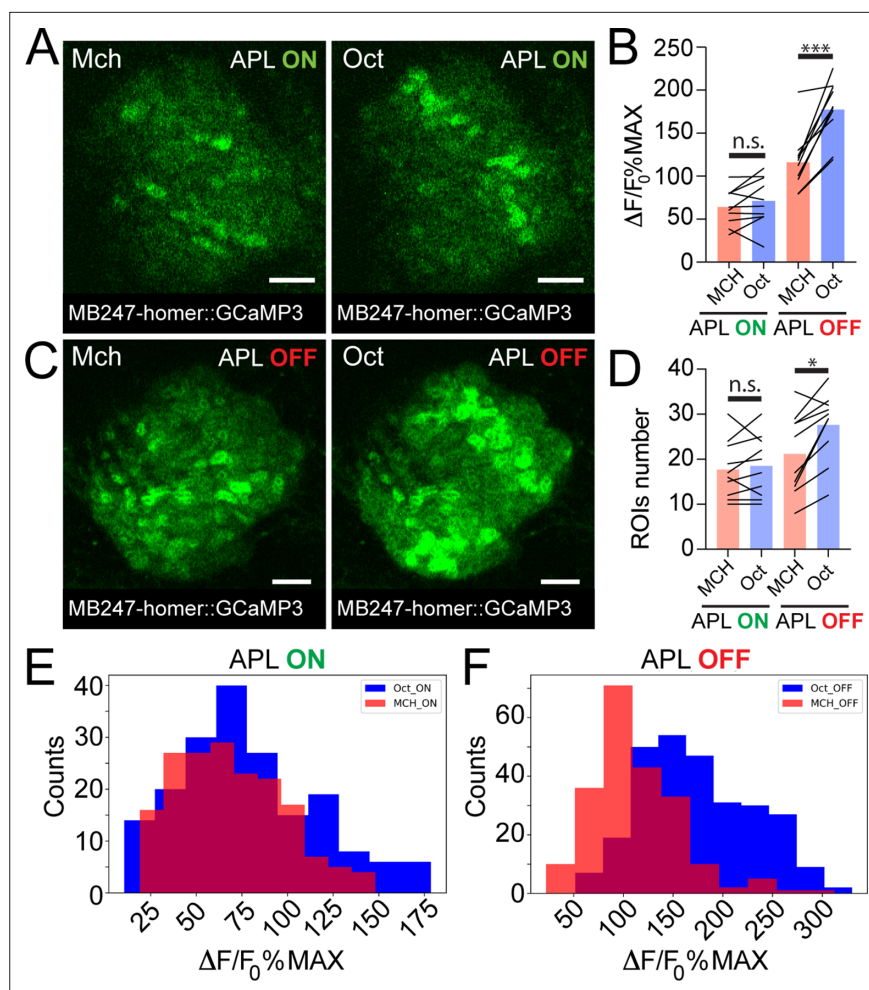 A
Mch
APL ON
MB247-homer::GCaMP3
Oct
APL ON
MB247-homer::GCaMP3
B
ΔF/F0%MAX
250
200
150
100
50
0
n.s.
***
MCH
Oct
MCH
Oct
APL ON
APL OFF
C
Mch
APL OFF
MB247-homer::GCaMP3
Oct
APL OFF
MB247-homer::GCaMP3
D
ROIs number
40
30
20
10
0
n.s.
*
MCH
Oct
MCH
Oct
APL ON
APL OFF
E
APL ON
Oct_ON
MCH_ON
Counts
40
30
20
10
0
25
50
75
100
125
150
175
ΔF/F0%MAX
F
APL OFF
Oct_OFF
MCH_OFF
Counts
60
40
20
0
50
100
150
200
250
300
ΔF/F0%MAX